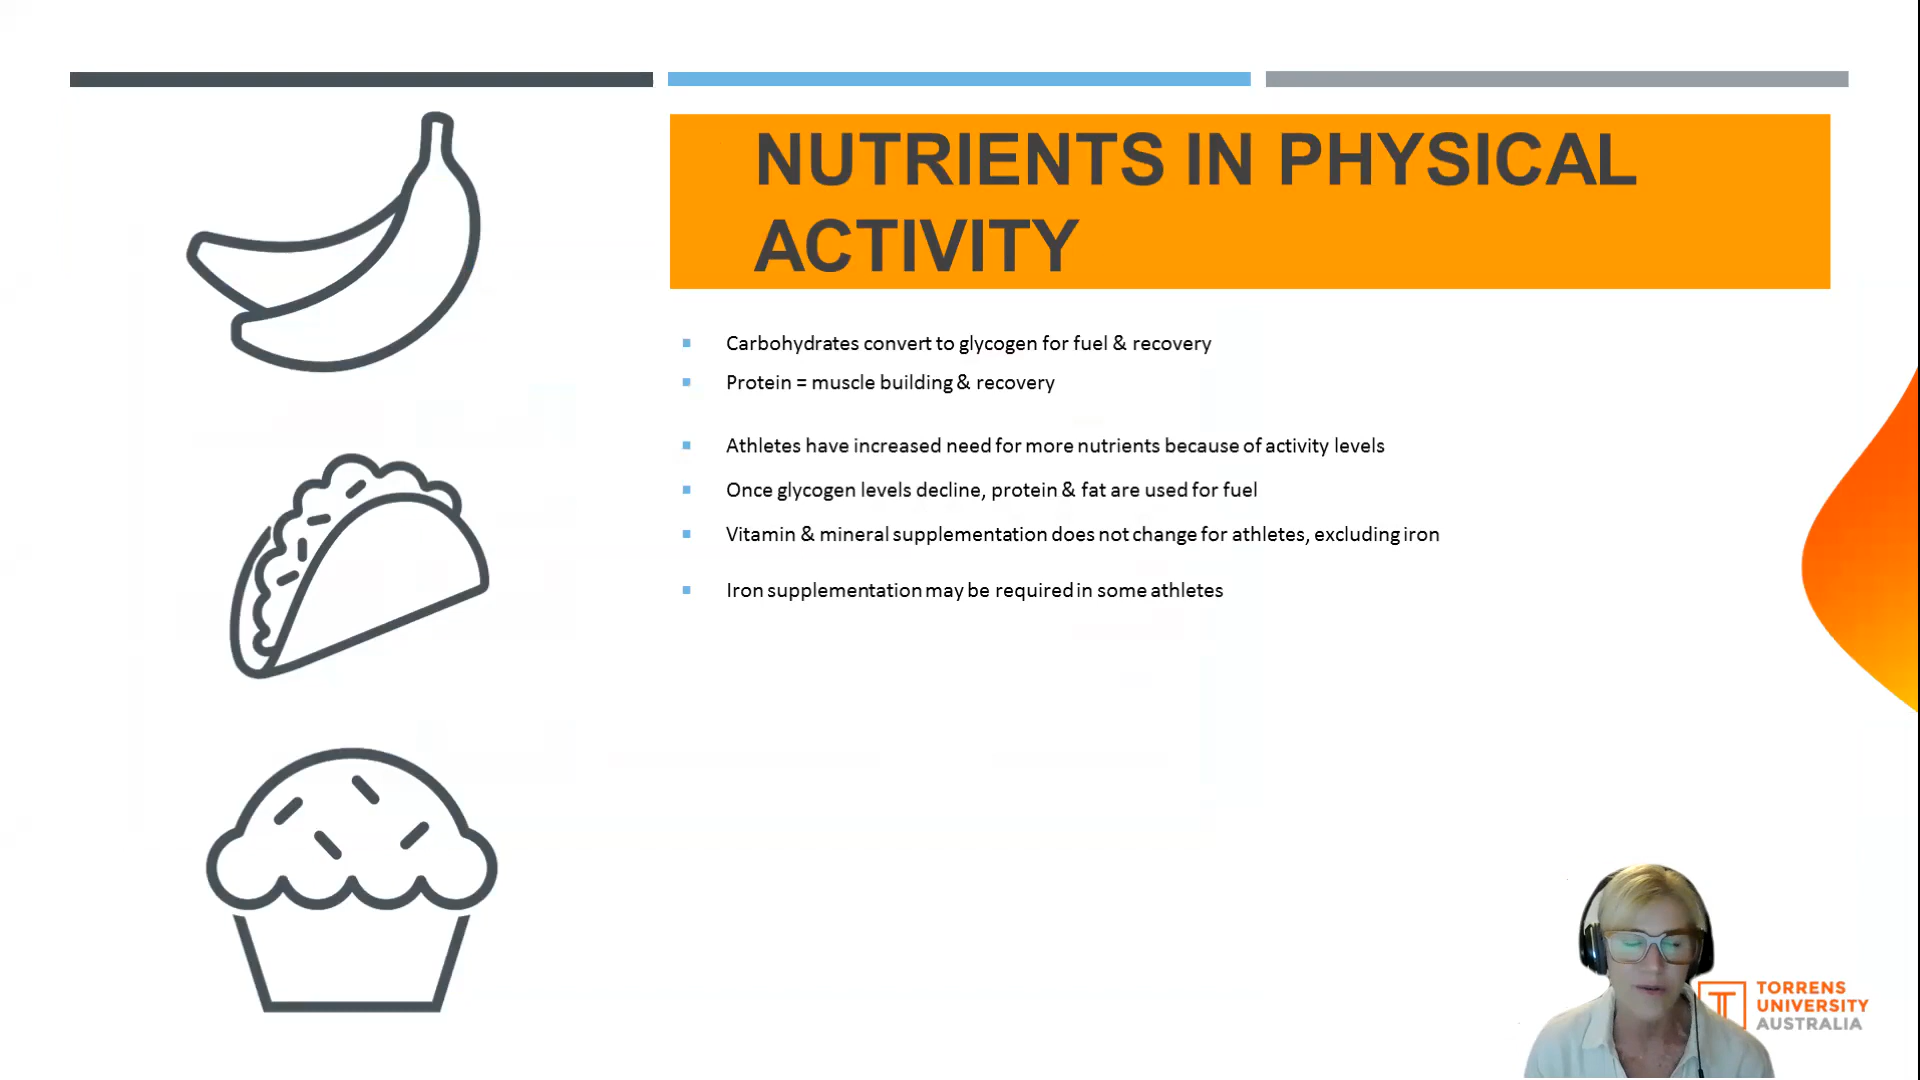 NUTRIENTS IN PHYSICAL
ACTIVITY
Carbohydrates convert to glycogen for fuel & recovery
Protein = muscle building & recovery
Athletes have increased need for more nutrients because of activity levels
Once glycogen levels decline, protein & fat are used for fuel
Vitamin & mineral supplementation does not change for athletes, excluding iron
Iron supplementation may be required in some athletes
TORRENS
UNIVERSITY
AUSTRALIA